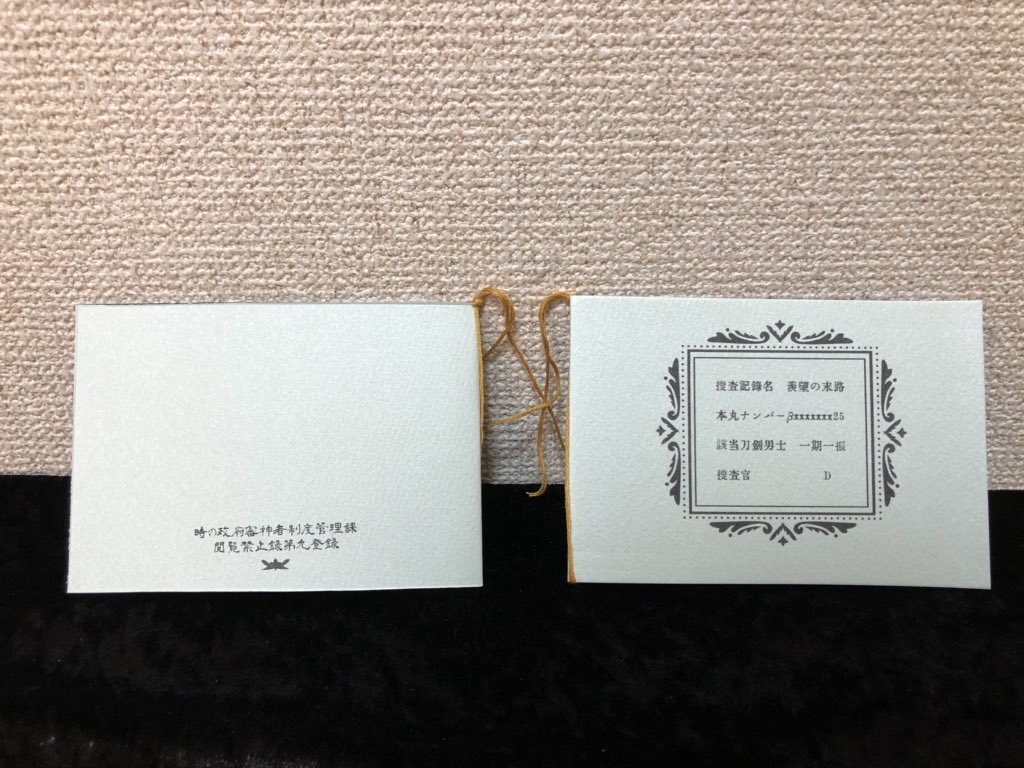 時の政府審神者制度管理課
閲覧禁止録第九登録
捜査記録名 羨望の末路
本丸ナンバーβxxxxxxx25
該当刀剣男士 一期一振
捜査官 D